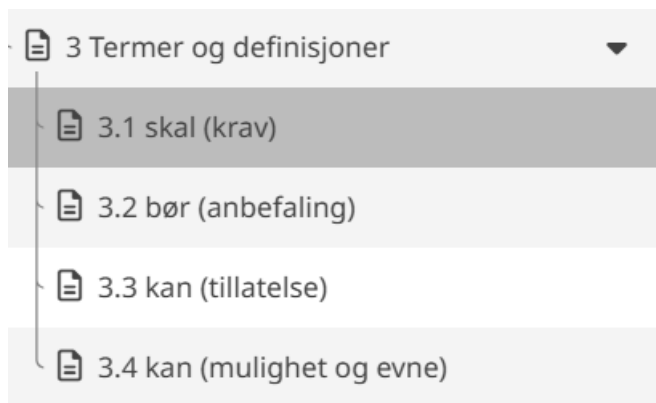 3 Termer og definisjoner
3.1 skal (krav)
3.2 bør (anbefaling)
3.3 kan (tillatelse)
3.4 kan (mulighet og evne)